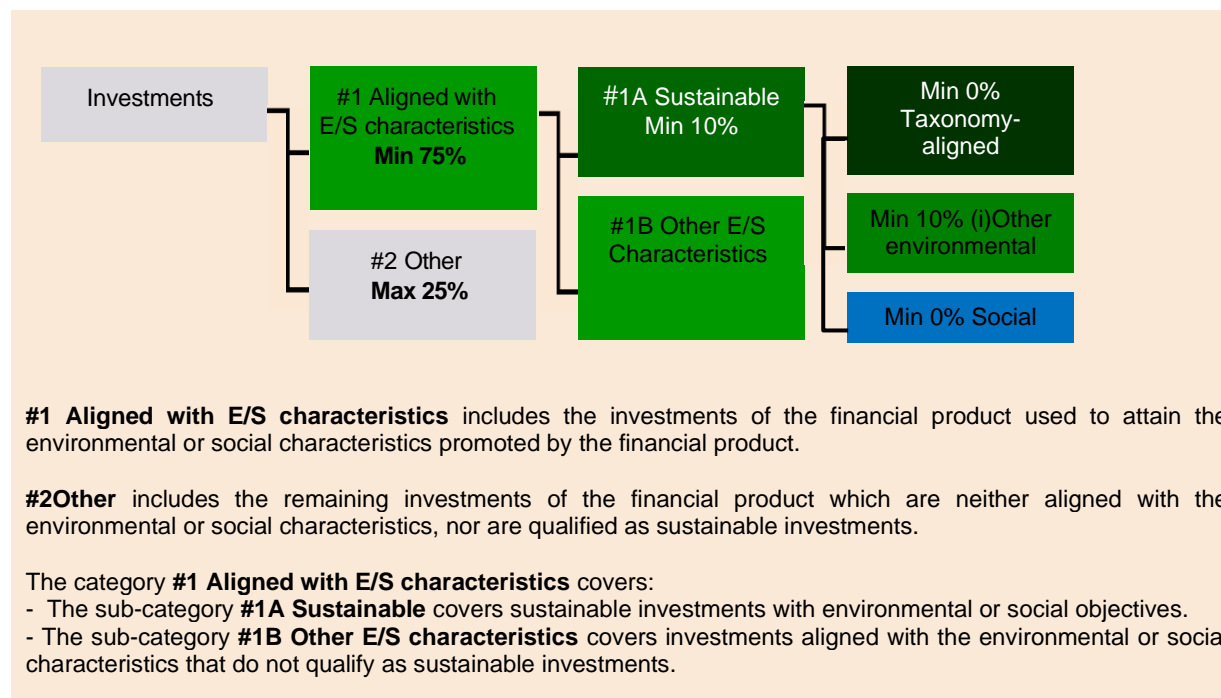 Investments
#1 Aligned with
E/S characteristics
Min 75%
#2 Other
Max 25%
#1A Sustainable
Min 10%
#1B Other E/S
Characteristics
Min 0%
Taxonomy-
aligned
Min 10% (i)Other
environmental
Min 0% Social
#1 Aligned with E/S characteristics includes the investments of the financial product used to attain the
environmental or social characteristics promoted by the financial product.
#2Other includes the remaining investments of the financial product which are neither aligned with the
environmental or social characteristics, nor are qualified as sustainable investments.
The category #1 Aligned with E/S characteristics covers:
- The sub-category #1A Sustainable covers sustainable investments with environmental or social objectives.
- The sub-category #1B Other E/S characteristics covers investments aligned with the environmental or social
characteristics that do not qualify as sustainable investments.